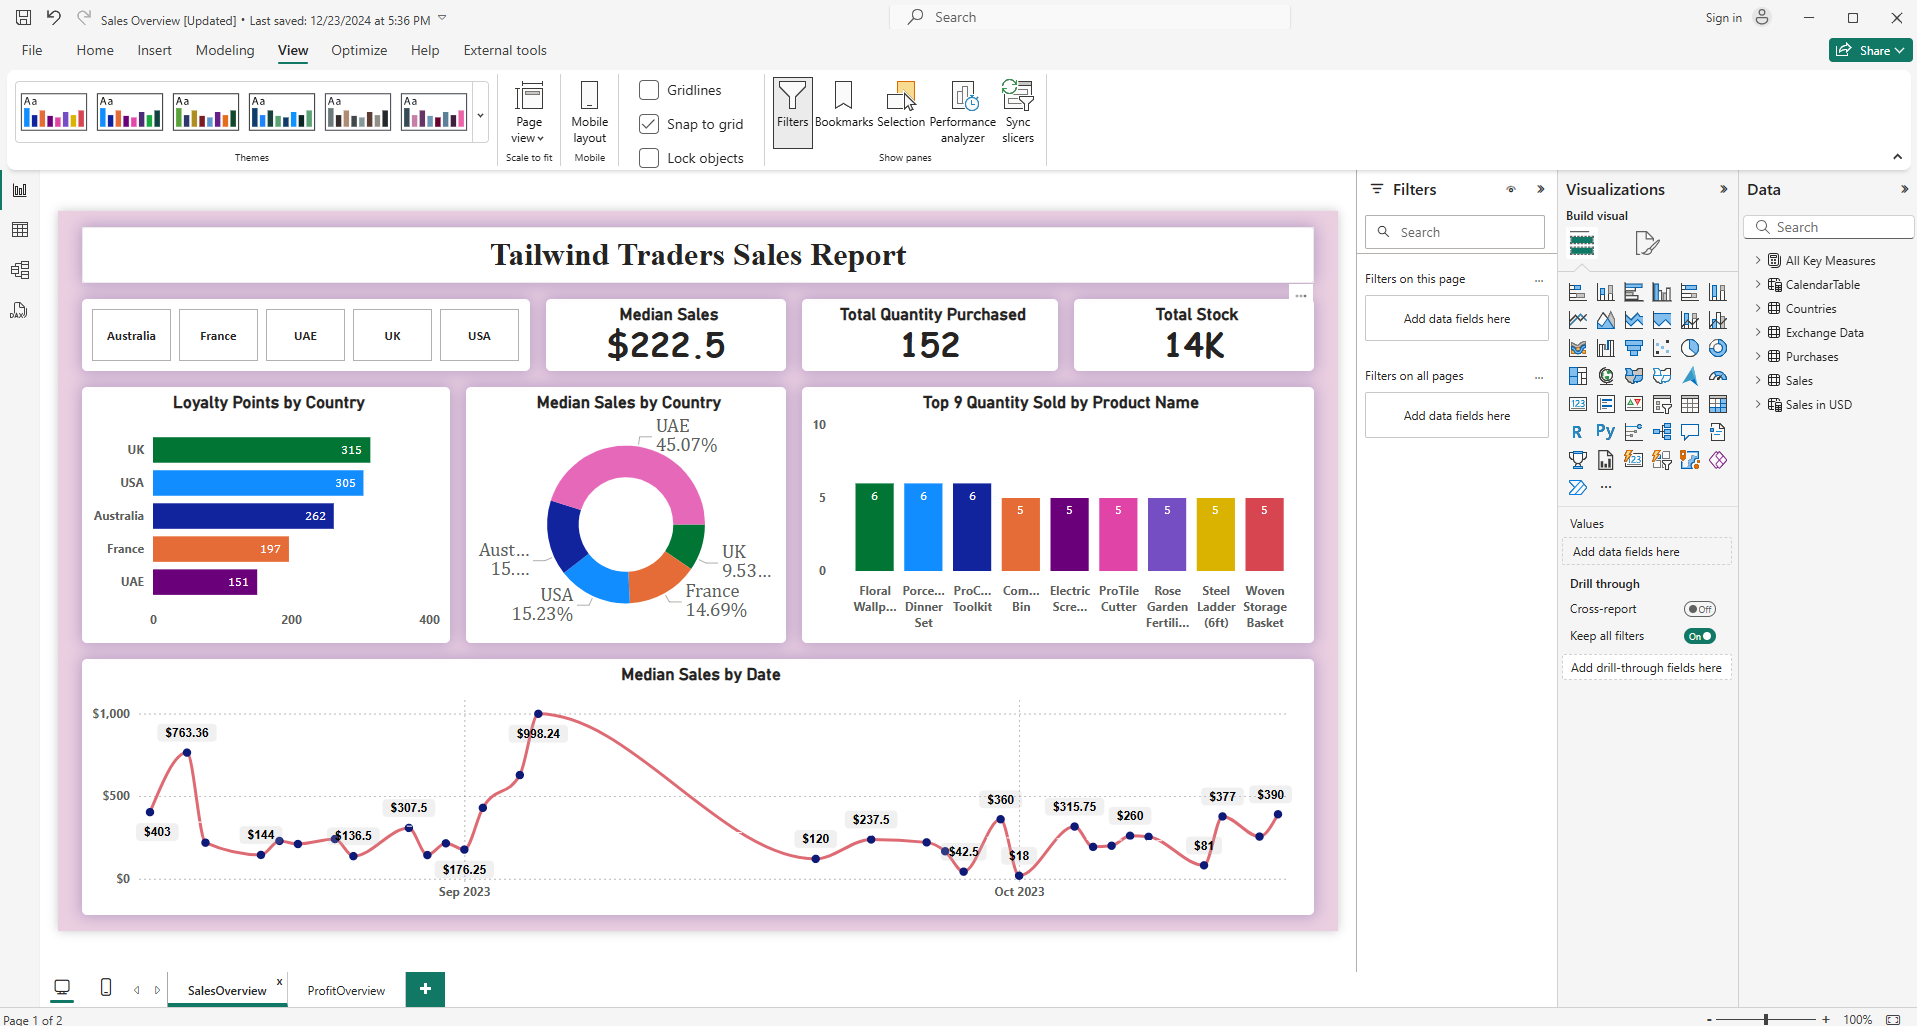 Sales Overview [Updated] • Last saved: 12/23/2024 at 5:36 PM
Search
Sign in
File
Home
Insert
Modeling
View
Optimize
Help
External tools
Share
Aa
Aa
Aa
Aa
Aa
Aa
Themes
Page view
Scale to fit
Mobile layout
Mobile
Gridlines
Snap to grid
Lock objects
Filters
Bookmarks
Selection
Performance analyzer
Sync slicers
Show panes
Tailwind Traders Sales Report
Australia
France
UAE
UK
USA
Median Sales
$222.5
Total Quantity Purchased
152
Total Stock
14K
Loyalty Points by Country
UK
315
USA
305
Australia
262
France
197
UAE
151
0
200
400
Median Sales by Country
UAE
45.07%
Aust...
15....
UK
9.53...
USA
15.23%
France
14.69%
Top 9 Quantity Sold by Product Name
10
5
0
6
6
6
5
5
5
5
5
5
Floral Wallp...
Porce... Dinner Set
ProC... Toolkit
Com... Bin
Electric Scre...
ProTile Cutter
Rose Garden Fertili...
Steel Ladder (6ft)
Woven Storage Basket
Median Sales by Date
$1,000
$500
$0
$403
$763.36
$144
$136.5
$307.5
$176.25
$998.24
$120
$237.5
$42.5
$360
$18
$315.75
$260
$81
$377
$390
Sep 2023
Oct 2023
Filters
Search
Filters on this page
Add data fields here
Filters on all pages
Add data fields here
Visualizations
Build visual
123
R
Py
123
Values
Add data fields here
Drill through
Cross-report
Off
Keep all filters
On
Add drill-through fields here
Data
Search
All Key Measures
CalendarTable
Countries
Exchange Data
Purchases
Sales
Sales in USD
DAX
SalesOverview
x
ProfitOverview
+
Page 1 of 2
- + 100%